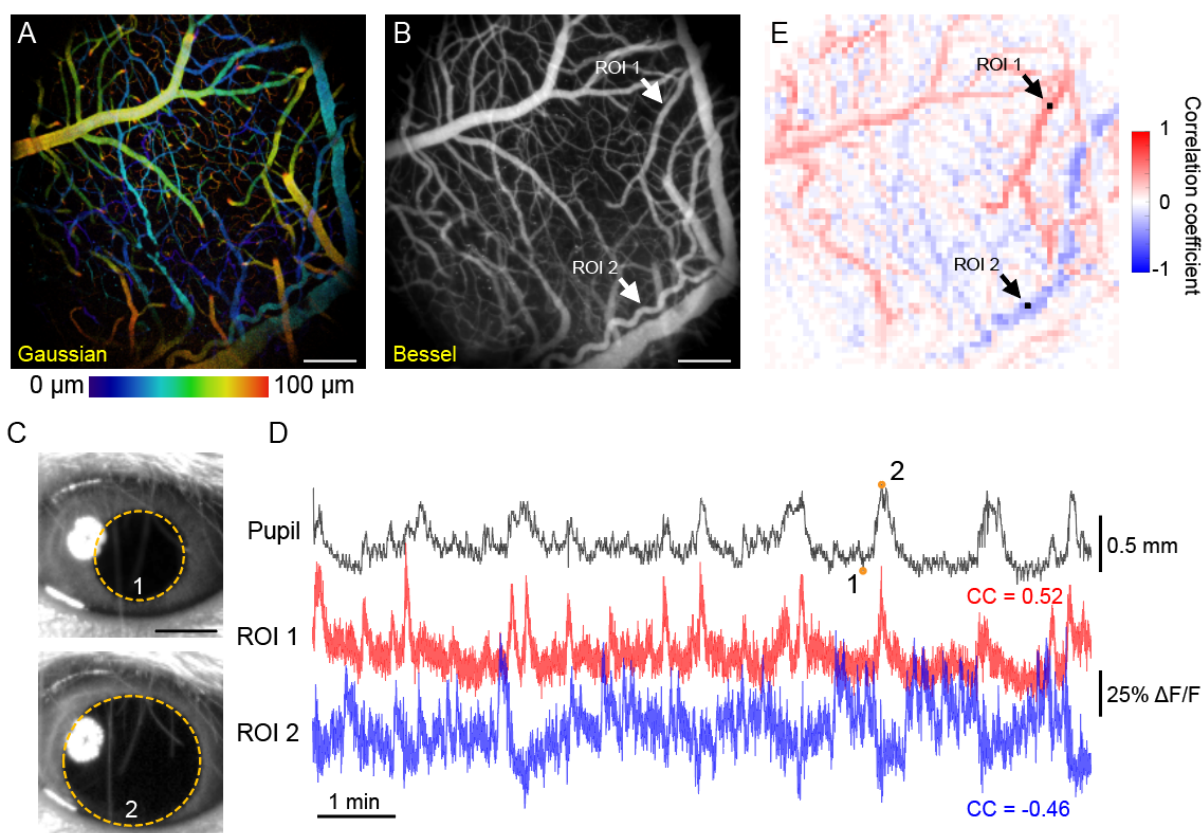 A
Gaussian
0 µm
100 µm
B
ROI 1
ROI 2
Bessel
E
ROI 1
ROI 2
1
0
-1
Correlation coefficient
C
1
2
D
Pupil
1
2
0.5 mm
ROI 1
CC = 0.52
25% ΔF/F
ROI 2
CC = -0.46
1 min